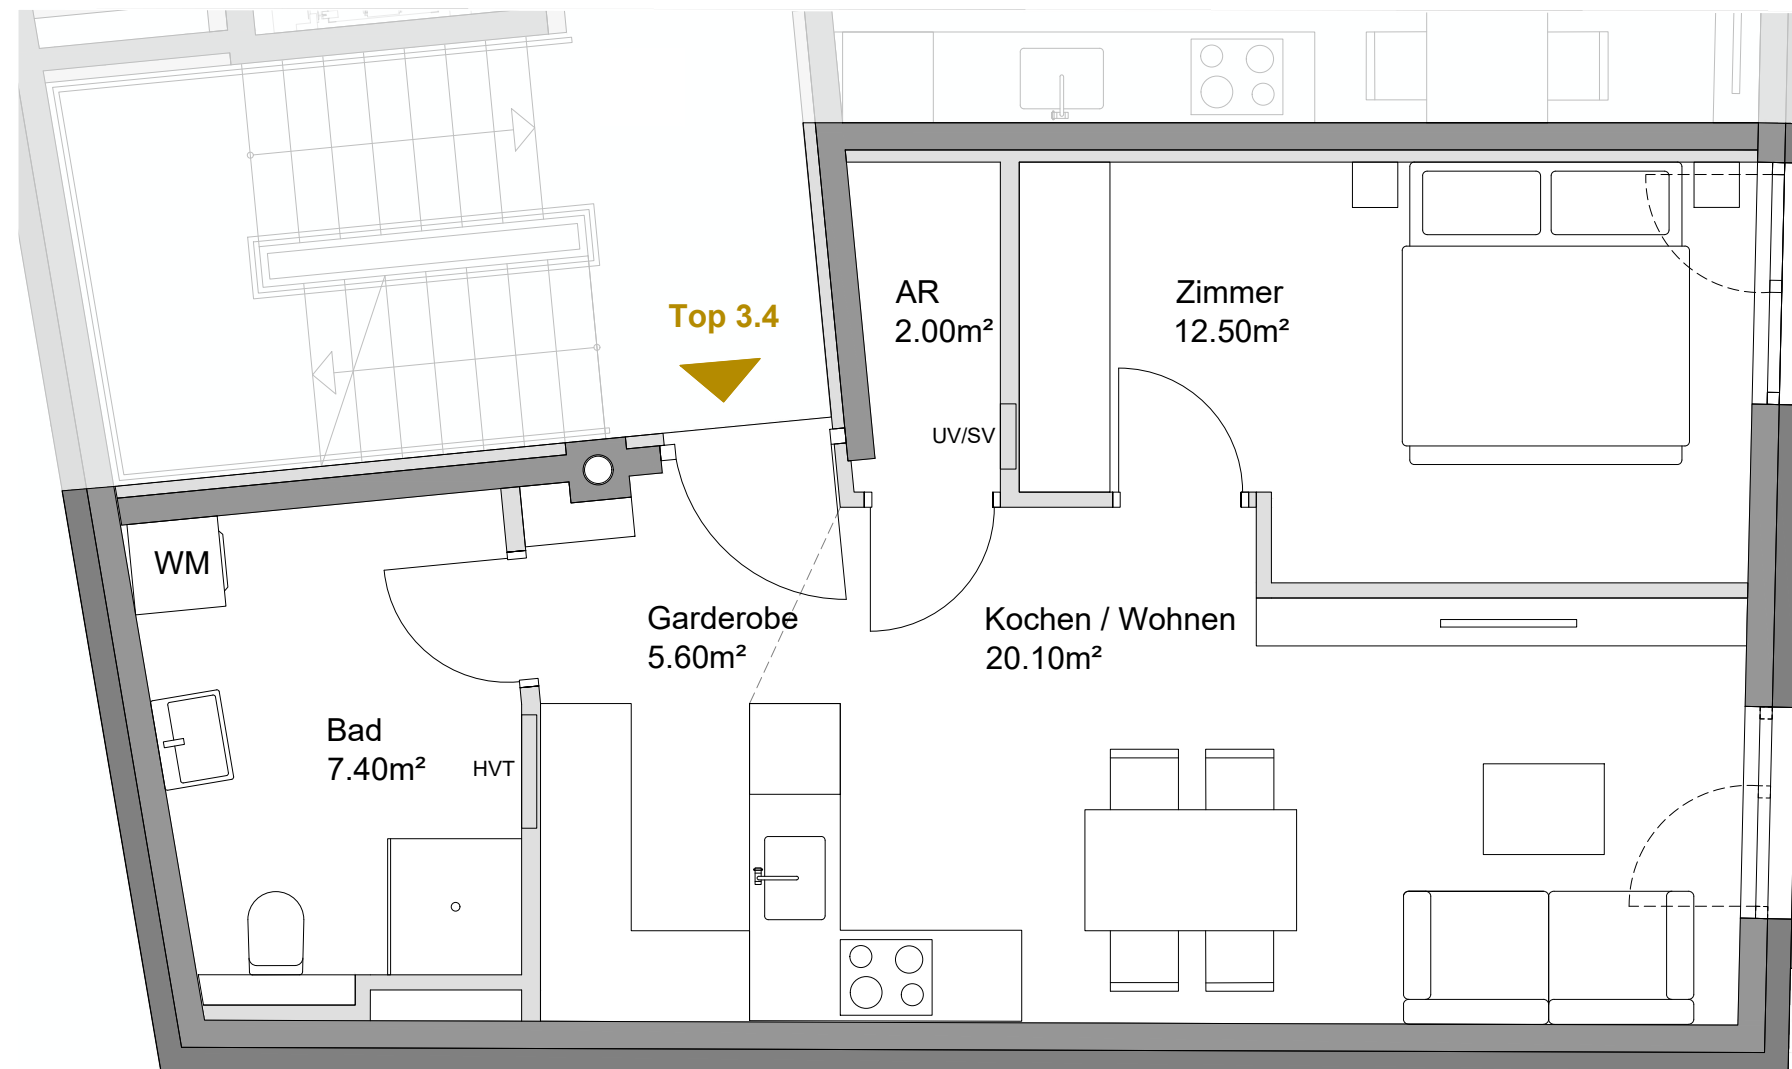 AR
2.00m²
Zimmer
12.50m²
Top 3.4
UV/SV
WM
Garderobe
5.60m²
Kochen / Wohnen
20.10m²
Bad
7.40m²
HVT